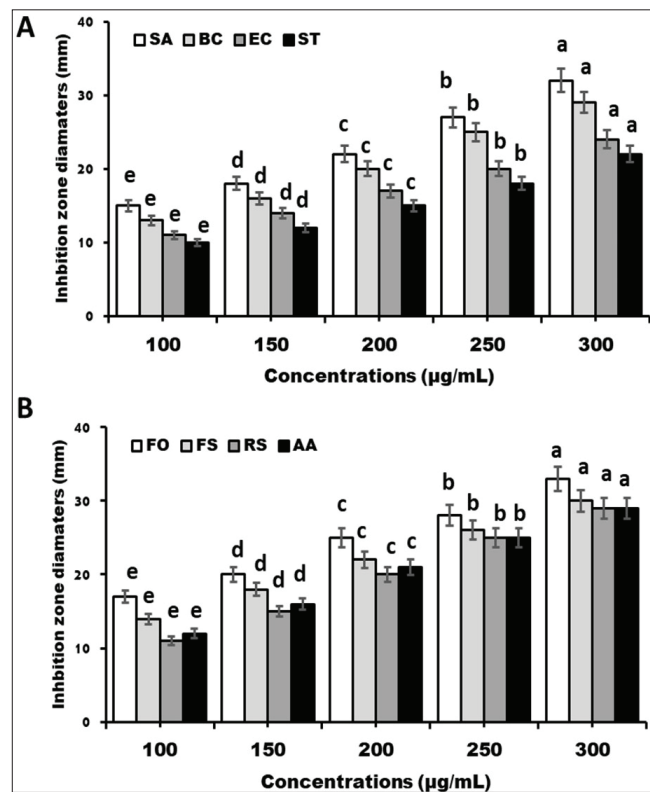 A
40
SA BC EC ST
a
a
b
b
a
a
c
c
b
b
d
d
c
c
e
e
d
d
e
e
30
20
10
0
Inhbition zone diamaters (mm)
100 150 200 250 300
Concentrations (µg/mL)
B
40
FO FS RS AA
a
a a a
b
b b b
c
c c c
d
d d d
e
e e e
30
20
10
0
Inhbition zone diamaters (mm)
100 150 200 250 300
Concentrations (µg/mL)